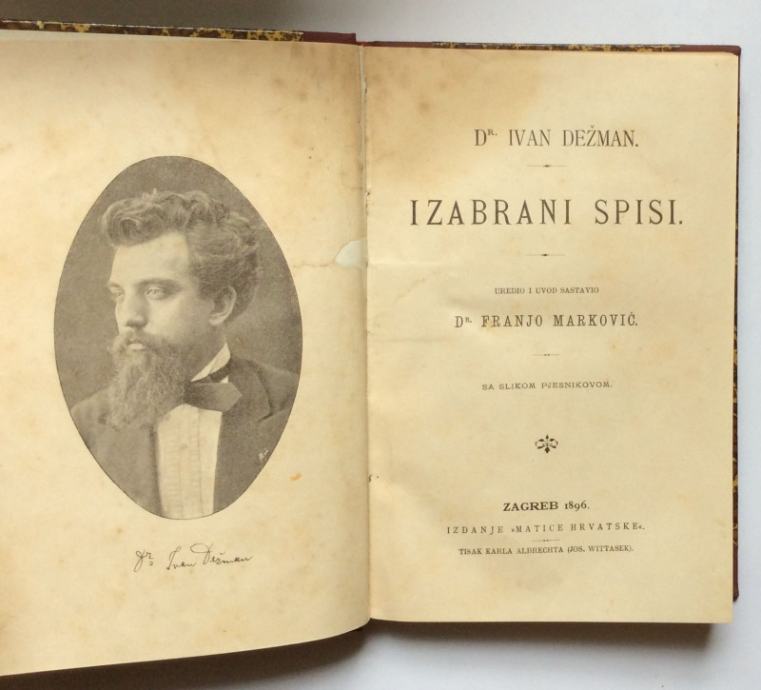 Dr. Ivan Dežman
DR. IVAN DEŽMAN.
IZABRANI SPISI.
UREDIO I UVOD SASTAVIO
DR. FRANJO MARKOVIĆ.
SA SLIKOM PJESNIKOVOM.
ZAGREB 1896.
IZDANJE »MATICE HRVATSKE«.
TISAK KARLA ALBRECHTA (JOS. WITTASEK).